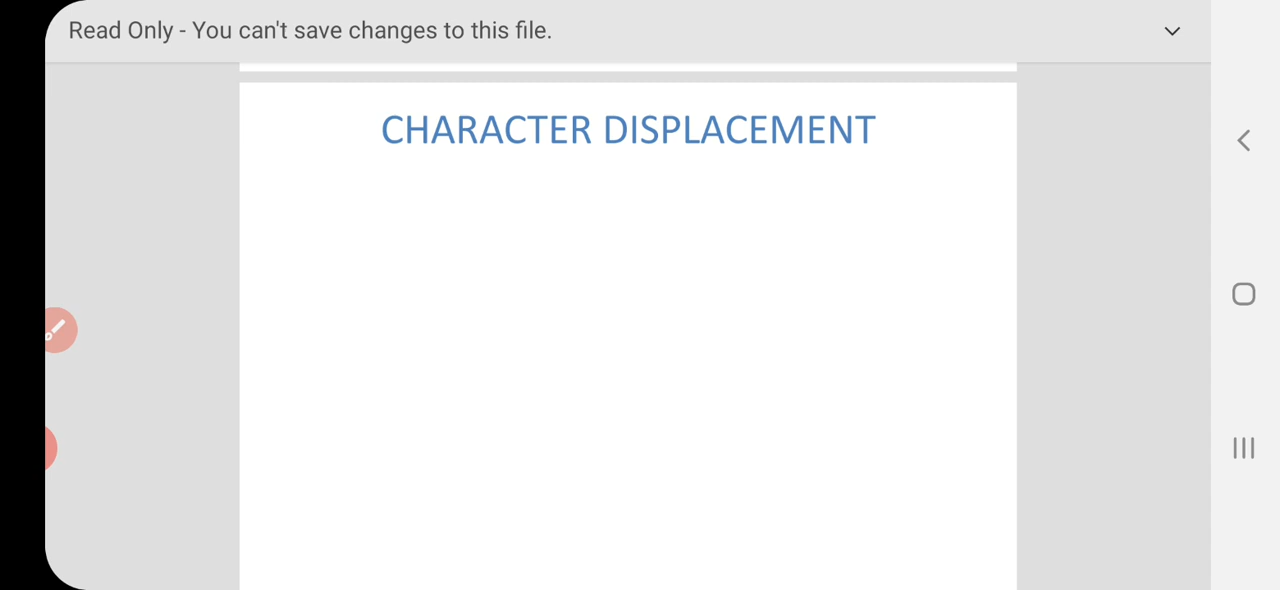 Read Only - You can't save changes to this file.
CHARACTER DISPLACEMENT